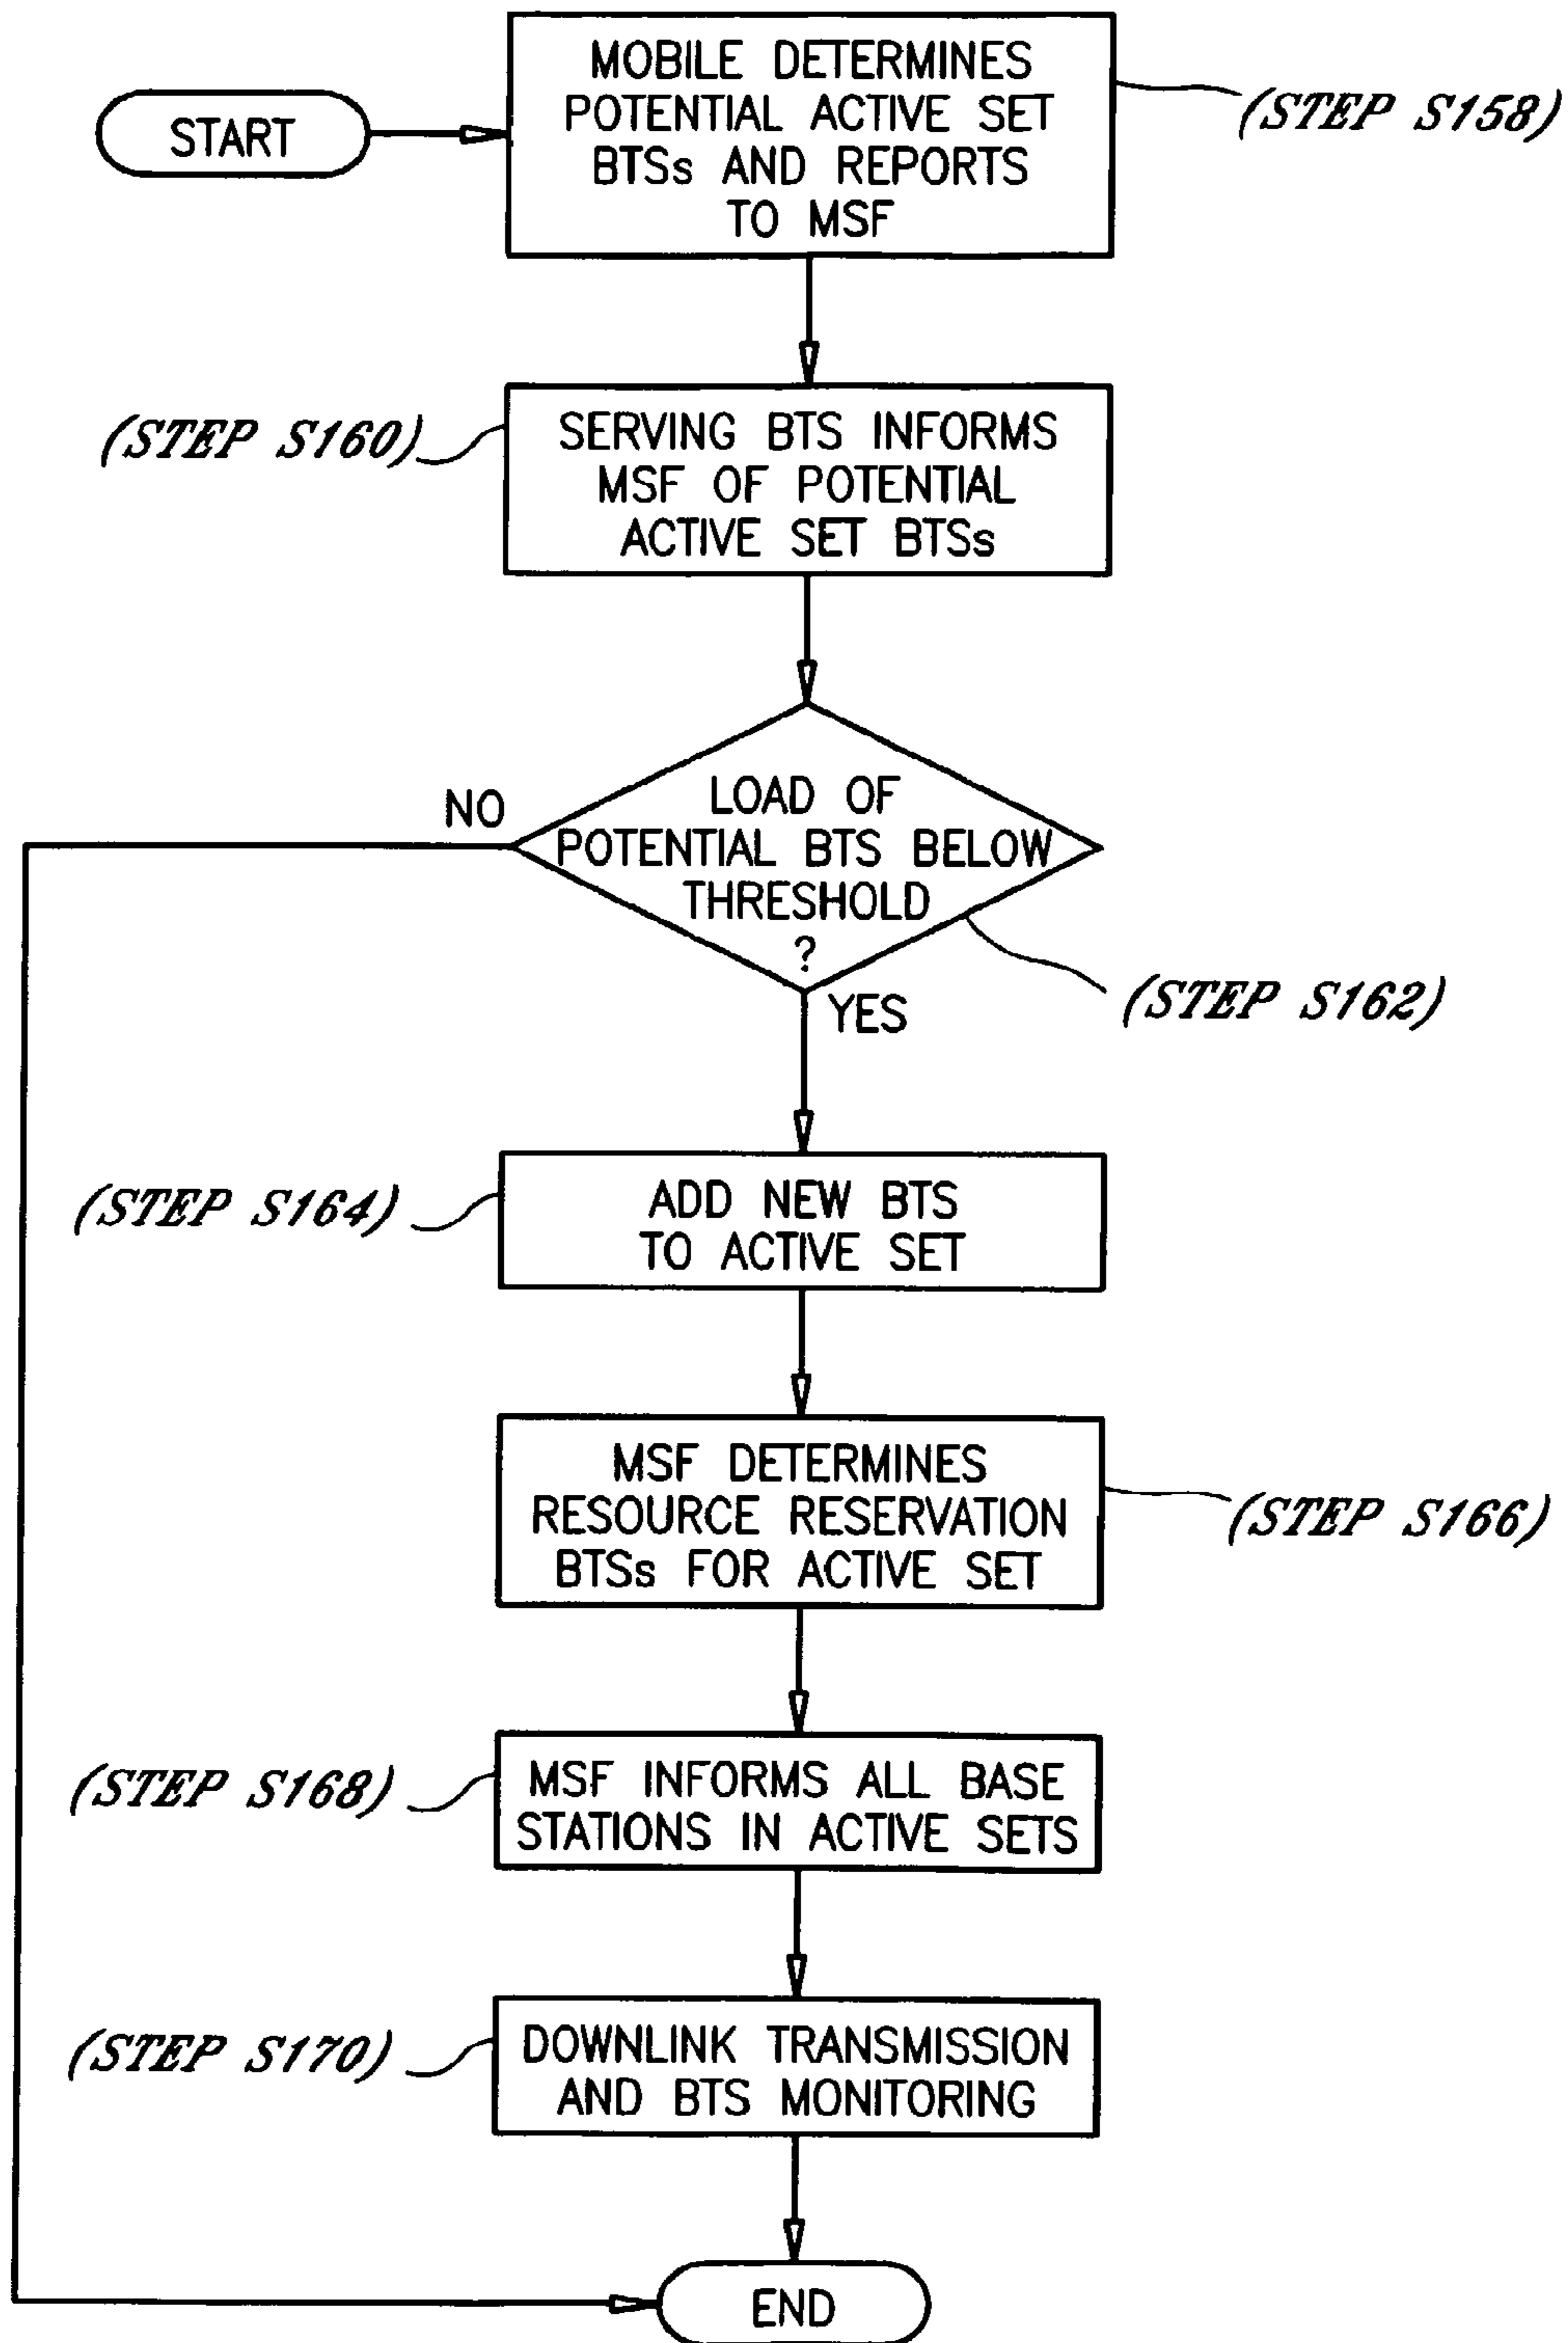 START
MOBILE DETERMINES
POTENTIAL ACTIVE SET
BTSs AND REPORTS
TO MSF
(STEP S158)
(STEP S160)
SERVING BTS INFORMS
MSF OF POTENTIAL
ACTIVE SET BTSs
NO
LOAD OF
POTENTIAL BTS BELOW
THRESHOLD
?
(STEP S162)
YES
(STEP S164)
ADD NEW BTS
TO ACTIVE SET
MSF DETERMINES
RESOURCE RESERVATION
BTSs FOR ACTIVE SET
(STEP S166)
(STEP S168)
MSF INFORMS ALL BASE
STATIONS IN ACTIVE SETS
(STEP S170)
DOWNLINK TRANSMISSION
AND BTS MONITORING
END